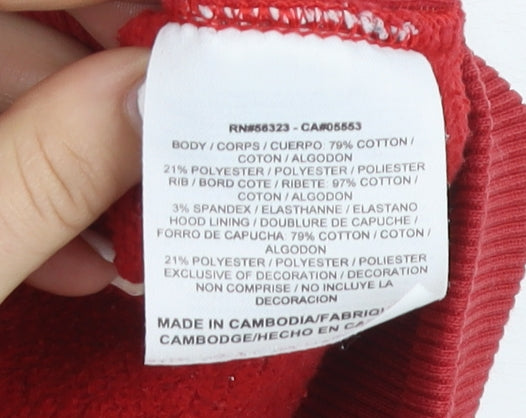 RN#56323 - CA#05553
BODY / CORPS / CUERPO: 79% COTTON /
COTON / ALGODON
21% POLYESTER / POLYESTER / POLIESTER
RIB / BORD COTE / RIBETE: 97% COTTON /
COTON / ALGODON
3% SPANDEX / ELASTHANNE / ELASTANO
HOOD LINING / DOUBLURE DE CAPUCHE /
FORRO DE CAPUCHA: 79% COTTON / COTON /
ALGODON
21% POLYESTER / POLYESTER / POLIESTER
EXCLUSIVE OF DECORATION / DECORATION
NON COMPRISE / NO INCLUYE LA
DECORACION
MADE IN CAMBODIA/FABRIQU
CAMBODGE/HECHO EN CA